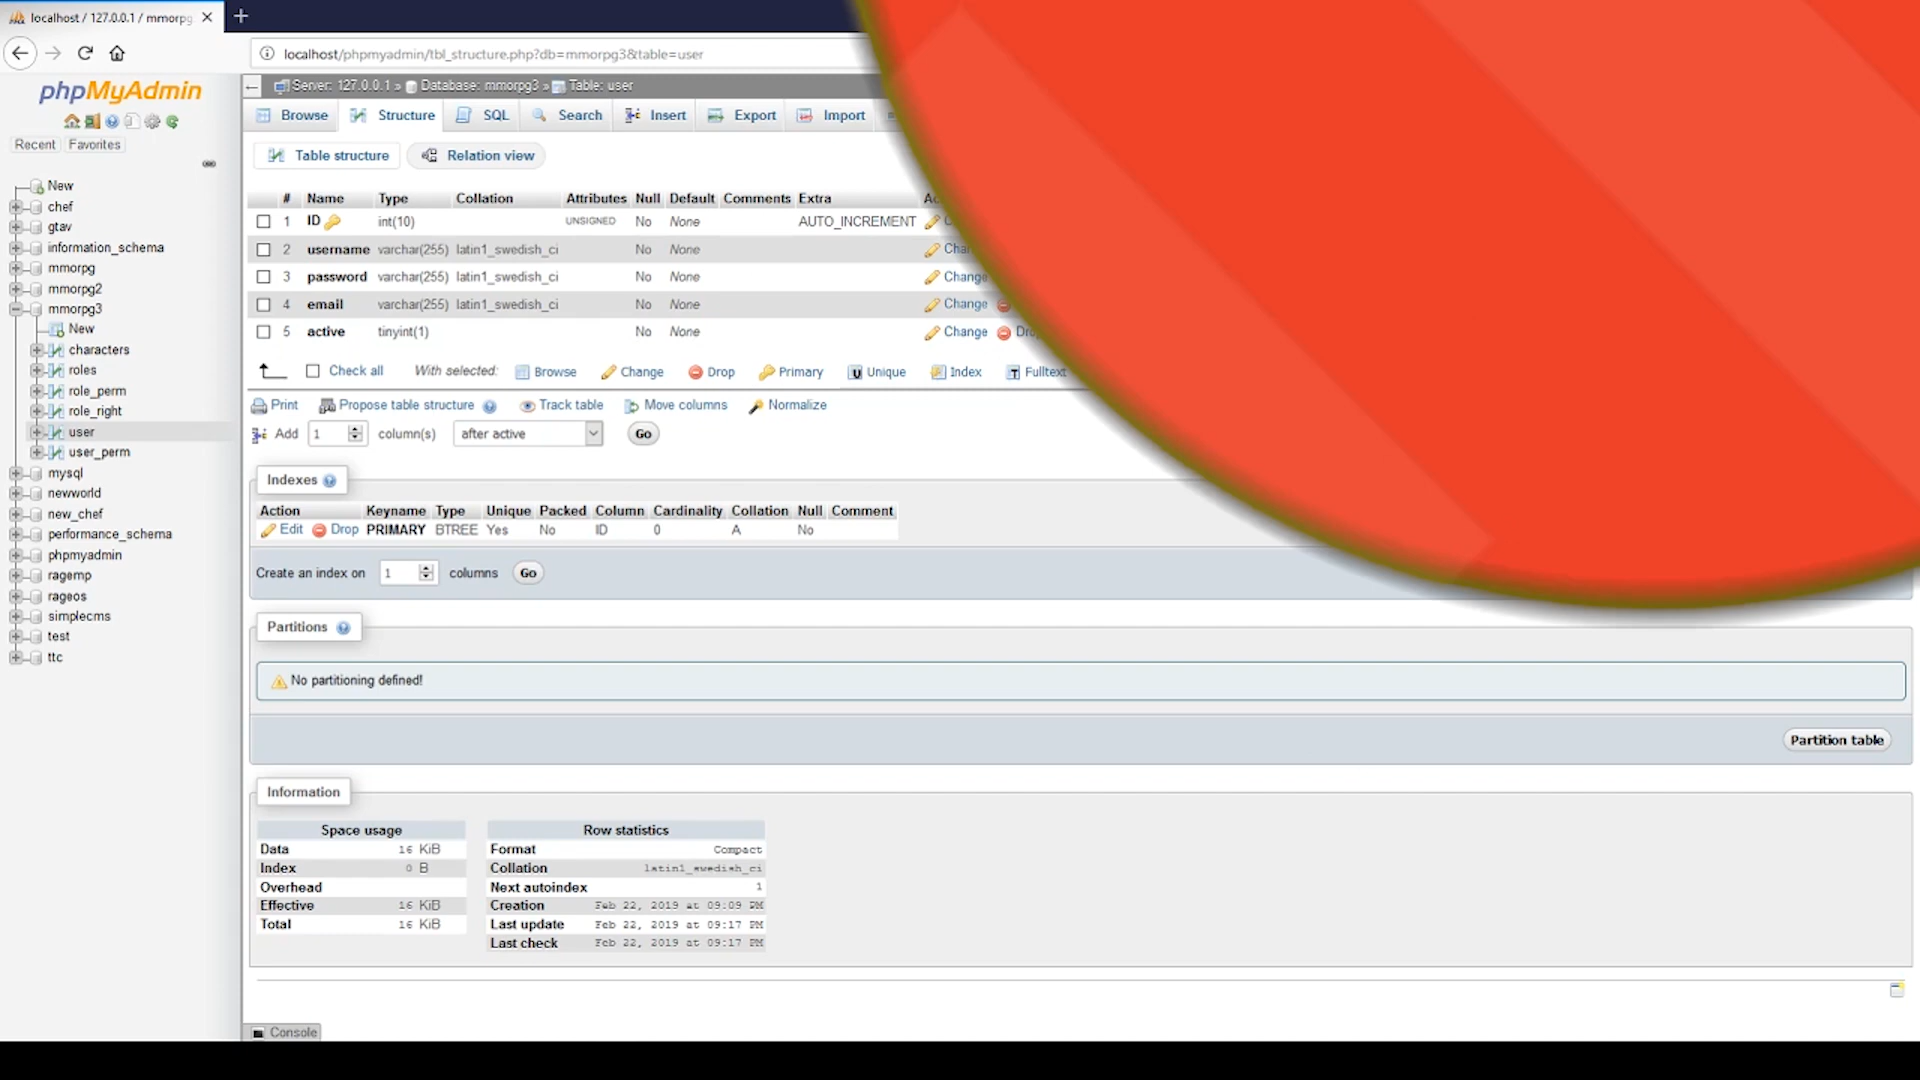 localhost / 127.0.0.1 / mmorpg
localhost/phpmyadmin/tbl_structure.php?db=mmorpg3&table=user
phpMyAdmin
Recent Favorites
New
chef
gtav
information_schema
mmorpg
mmorpg2
mmorpg3
New
characters
roles
role_perm
role_right
user
user_perm
mysql
newworld
new_chef
performance_schema
phpmyadmin
ragemp
rageos
simplecms
test
ttc
Server: 127.0.0.1 » Database: mmorpg3 » Table: user
Browse Structure SQL Search Insert Export Import
Table structure Relation view
# Name Type Collation Attributes Null Default Comments Extra
1 ID int(10) UNSIGNED No None AUTO_INCREMENT
2 username varchar(255) latin1_swedish_ci No None
3 password varchar(255) latin1_swedish_ci No None Change
4 email varchar(255) latin1_swedish_ci No None Change
5 active tinyint(1) No None Change
Check all With selected: Browse Change Drop Primary Unique Index Fulltext
Print Propose table structure Track table Move columns Normalize
Add 1 column(s) after active Go
Indexes
Action Keyname Type Unique Packed Column Cardinality Collation Null Comment
Edit Drop PRIMARY BTREE Yes No ID 0 A No
Create an index on 1 columns Go
Partitions
No partitioning defined!
Partition table
Information
Space usage
Data 16 KiB
Index 0 B
Overhead
Effective 16 KiB
Total 16 KiB
Row statistics
Format Compact
Collation latin1_swedish_ci
Next autoindex 1
Creation Feb 22, 2019 at 09:09 PM
Last update Feb 22, 2019 at 09:17 PM
Last check Feb 22, 2019 at 09:17 PM
Console